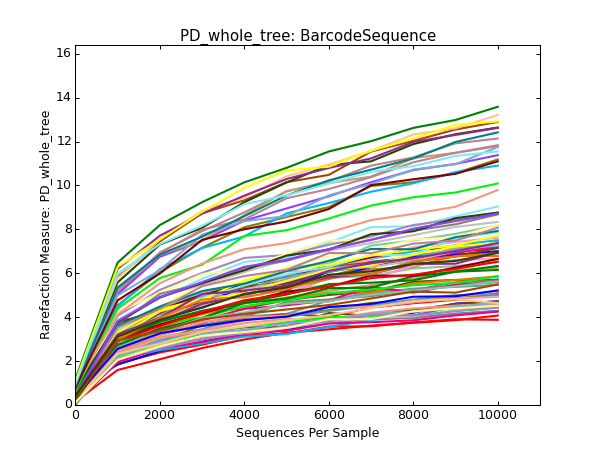 PD_whole_tree: BarcodeSequence
Rarefaction Measure: PD_whole_tree
16
14
12
10
8
6
4
2
0
0 2000 4000 6000 8000 10000
Sequences Per Sample